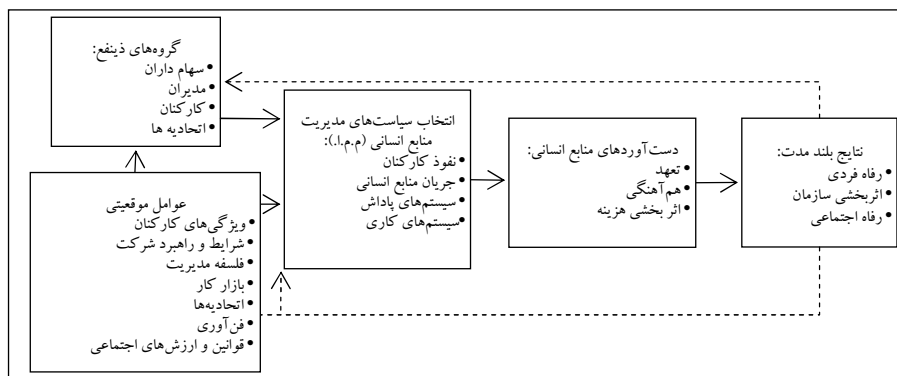 گروه‌های ذینفع:
• سهام داران
• مدیران
• کارکنان
• اتحادیه ها
عوامل موقعیتی
• ویژگی‌های کارکنان
• شرایط و راهبرد شرکت
• فلسفه مدیریت
• بازار کار
• اتحادیه‌ها
• فن‌آوری
• قوانین و ارزش‌های اجتماعی
انتخاب سیاست‌های مدیریت
منابع انسانی (م.م.ا.):
• نفوذ کارکنان
• جریان منابع انسانی
• سیستم‌های پاداش
• سیستم‌های کاری
دست‌آوردهای منابع انسانی:
• تعهد
• هم‌آهنگی
• اثر بخشی هزینه
نتایج بلند مدت:
• رفاه فردی
• اثربخشی سازمان
• رفاه اجتماعی